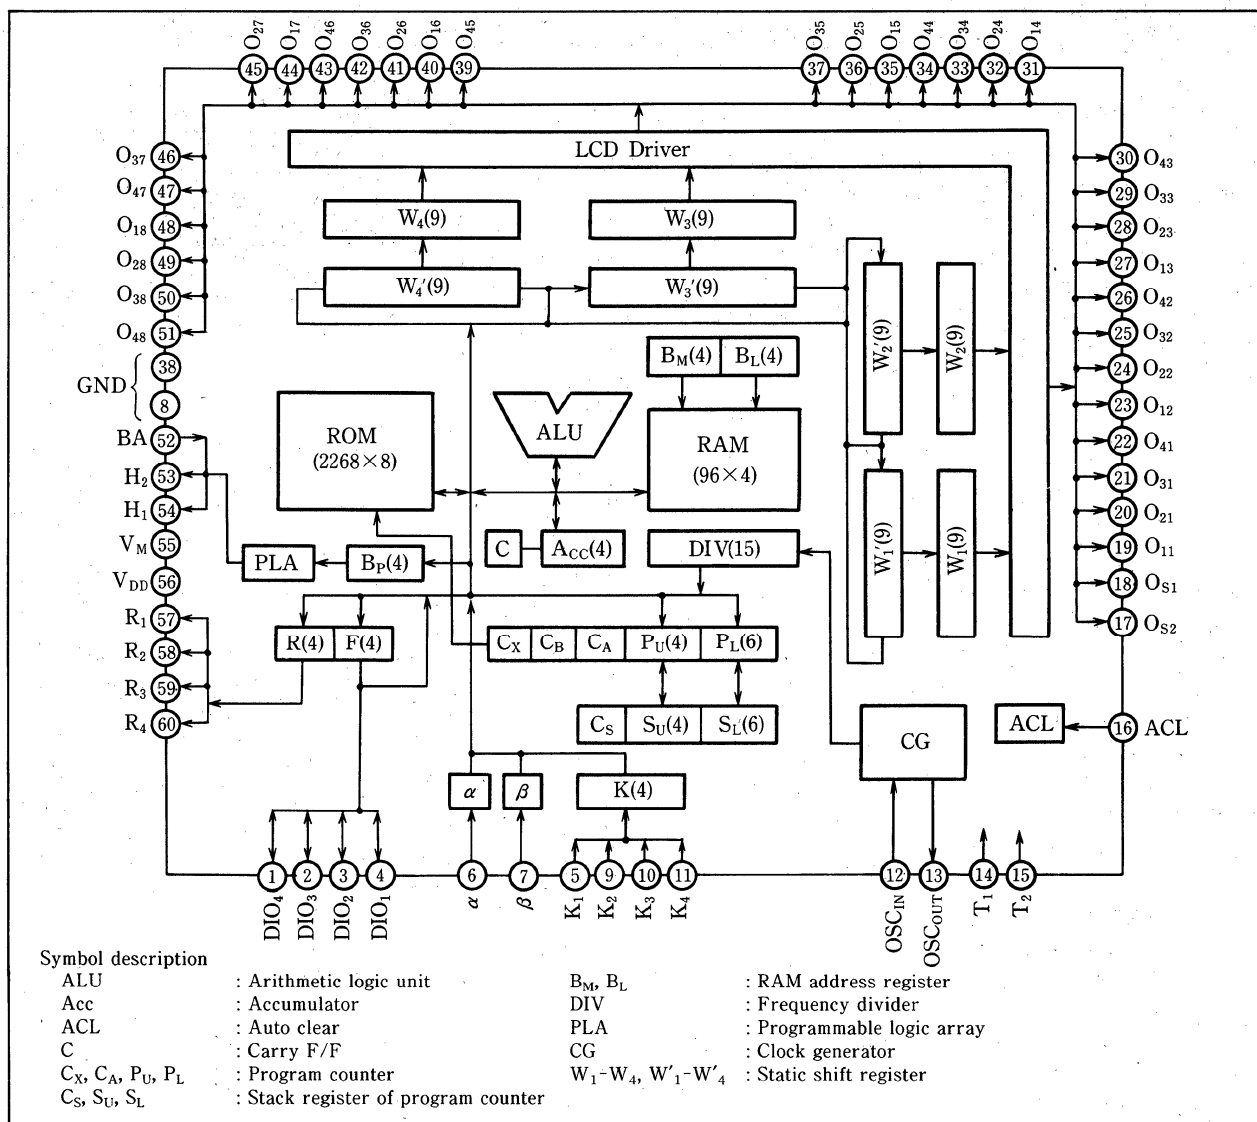 O27 O17 O46 O36 O26 O16 O45 O35 O25 O15 O44 O34 O24 O14
45 44 43 42 41 40 39 37 36 35 34 33 32 31
LCD Driver
O37 46
O47 47
O18 48
O28 49
O38 50
O48 51
GND 38
8
BA 52
H2 53
H1 54
VM 55
VDD 56
R1 57
R2 58
R3 59
R4 60
W4(9) W3(9)
W4'(9) W3'(9)
W2'(9) W2(9)
W1'(9) W1(9)
BM(4) BL(4)
ROM
(2268×8)
ALU
RAM
(96×4)
C ACC(4) DIV(15)
PLA BP(4)
R(4) F(4) CX CB CA PU(4) PL(6)
CS SU(4) SL(6)
CG ACL
α β K(4)
30 O43
29 O33
28 O23
27 O13
26 O42
25 O32
24 O22
23 O12
22 O41
21 O31
20 O21
19 O11
18 OS1
17 OS2
16 ACL
1 2 3 4 6 7 5 9 10 11 12 13 14 15
DIO4 DIO3 DIO2 DIO1 α β K1 K2 K3 K4 OSCIN OSCOUT T1 T2
Symbol description
ALU : Arithmetic logic unit
Acc : Accumulator
ACL : Auto clear
C : Carry F/F
CX, CA, PU, PL : Program counter
CS, SU, SL : Stack register of program counter
BM, BL : RAM address register
DIV : Frequency divider
PLA : Programmable logic array
CG : Clock generator
W1-W4, W'1-W'4 : Static shift register